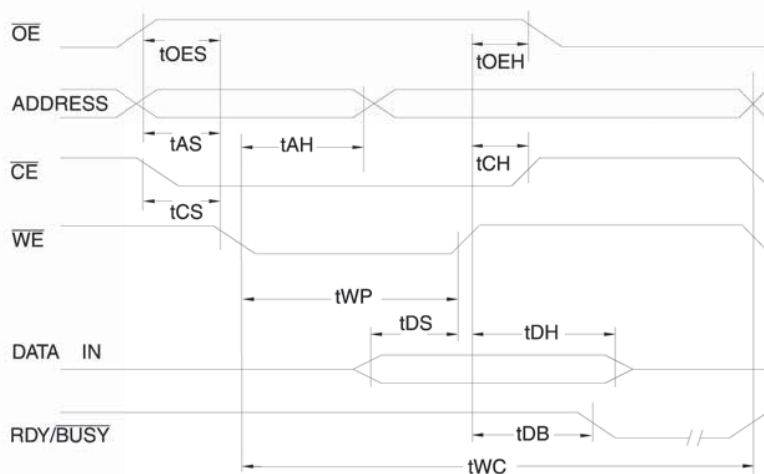 OE
tOES
tOEH
ADDRESS
tAS
tAH
tCH
CE
tCS
WE
tWP
tDS
tDH
DATA IN
RDY/BUSY
tDB
tWC